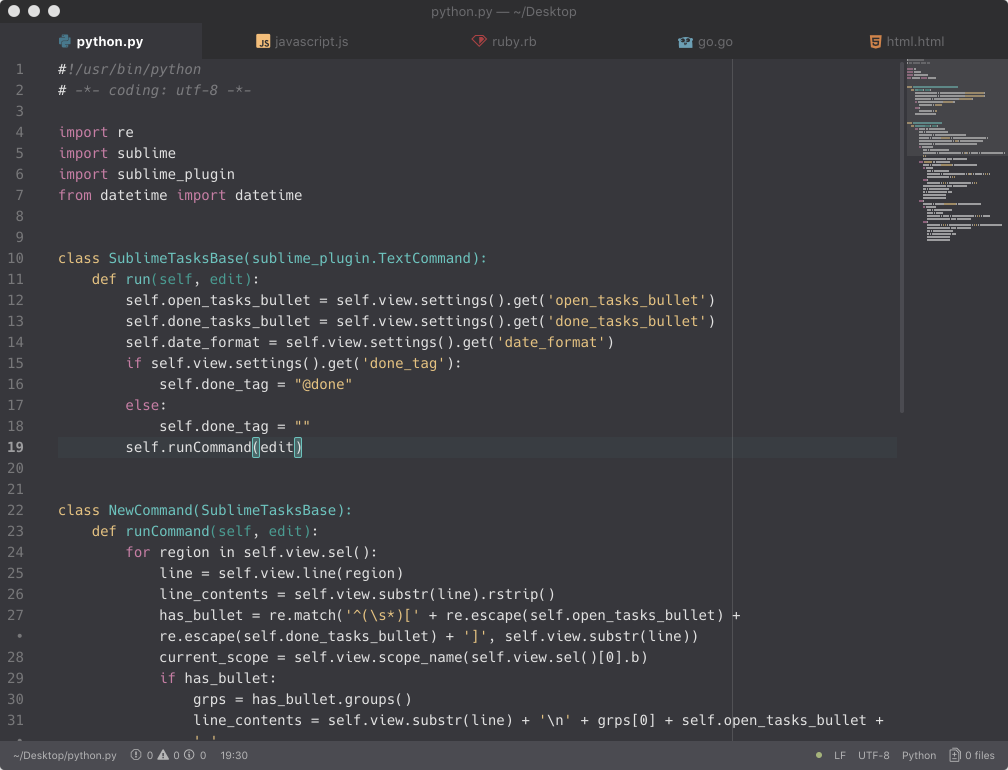 python.py — ~/Desktop
python.py
JS javascript.js
ruby.rb
go.go
5 html.html
1 #!/usr/bin/python
2 # -*- coding: utf-8 -*-
3
4 import re
5 import sublime
6 import sublime_plugin
7 from datetime import datetime
8
9
10 class SublimeTasksBase(sublime_plugin.TextCommand):
11     def run(self, edit):
12         self.open_tasks_bullet = self.view.settings().get('open_tasks_bullet')
13         self.done_tasks_bullet = self.view.settings().get('done_tasks_bullet')
14         self.date_format = self.view.settings().get('date_format')
15         if self.view.settings().get('done_tag'):
16             self.done_tag = "@done"
17         else:
18             self.done_tag = ""
19         self.runCommand(edit)
20
21
22 class NewCommand(SublimeTasksBase):
23     def runCommand(self, edit):
24         for region in self.view.sel():
25             line = self.view.line(region)
26             line_contents = self.view.substr(line).rstrip()
27             has_bullet = re.match('^(\s*)[' + re.escape(self.open_tasks_bullet) +
•             re.escape(self.done_tasks_bullet) + ']', self.view.substr(line))
28             current_scope = self.view.scope_name(self.view.sel()[0].b)
29             if has_bullet:
30                 grps = has_bullet.groups()
31                 line_contents = self.view.substr(line) + '\n' + grps[0] + self.open_tasks_bullet +
•                 ' '
~/Desktop/python.py 0 0 0 19:30 LF UTF-8 Python 0 files